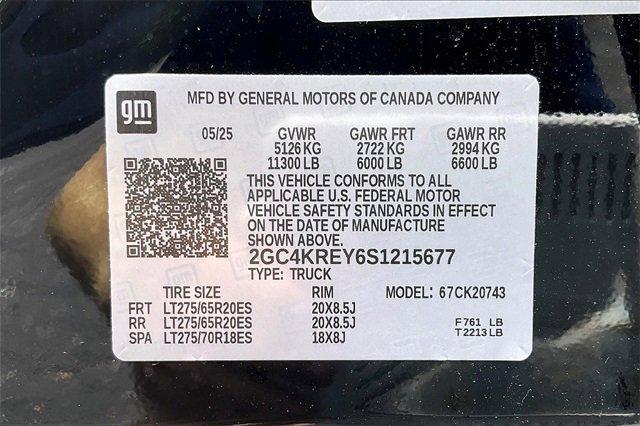 gm
MFD BY GENERAL MOTORS OF CANADA COMPANY
05/25 GVWR GAWR FRT GAWR RR
5126 KG 2722 KG 2994 KG
11300 LB 6000 LB 6600 LB
THIS VEHICLE CONFORMS TO ALL
APPLICABLE U.S. FEDERAL MOTOR
VEHICLE SAFETY STANDARDS IN EFFECT
ON THE DATE OF MANUFACTURE
SHOWN ABOVE.
2GC4KREY6S1215677
TYPE: TRUCK
TIRE SIZE RIM MODEL: 67CK20743
FRT LT275/65R20ES 20X8.5J
RR LT275/65R20ES 20X8.5J F761 LB
SPA LT275/70R18ES 18X8J T2213 LB